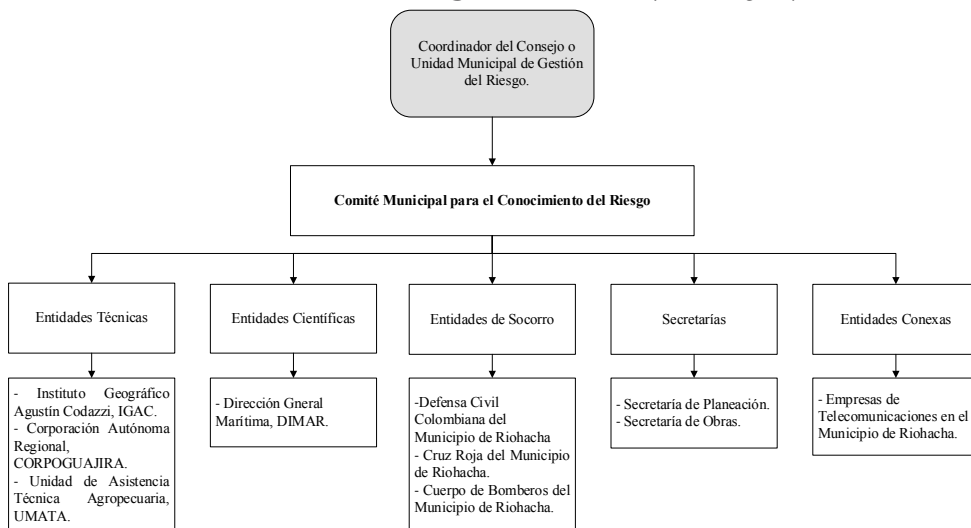 Coordinador del Consejo o
Unidad Municipal de Gestión
del Riesgo.
Comité Municipal para el Conocimiento del Riesgo
Entidades Técnicas
Entidades Científicas
Entidades de Socorro
Secretarías
Entidades Conexas
- Instituto Geográfico
Agustín Codazzi, IGAC.
- Corporación Autónoma
Regional,
CORPOGUAJIRA.
- Unidad de Asistencia
Técnica Agropecuaria,
UMATA.
- Dirección Gneral
Marítima, DIMAR.
-Defensa Civil
Colombiana del
Municipio de Riohacha
- Cruz Roja del Municipio
de Riohacha.
- Cuerpo de Bomberos del
Municipio de Riohacha.
- Secretaría de Planeación.
- Secretaría de Obras.
- Empresas de
Telecomunicaciones en el
Municipio de Riohacha.